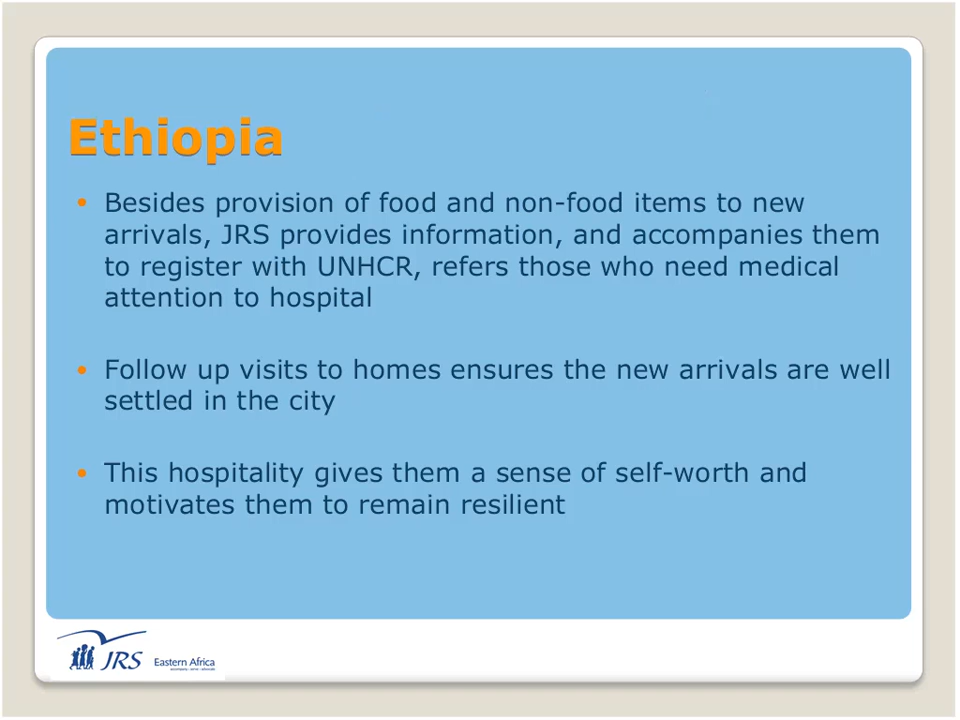 Ethiopia
• Besides provision of food and non-food items to new
arrivals, JRS provides information, and accompanies them
to register with UNHCR, refers those who need medical
attention to hospital
• Follow up visits to homes ensures the new arrivals are well
settled in the city
• This hospitality gives them a sense of self-worth and
motivates them to remain resilient
JRS Eastern Africa
accompany · serve · advocate